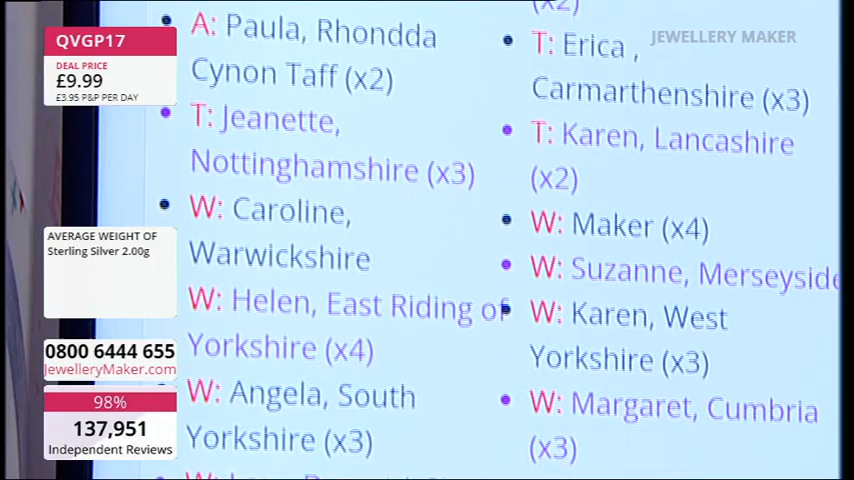 QVGP17
DEAL PRICE
£9.99
£3.95 P&P PER DAY
AVERAGE WEIGHT OF
Sterling Silver 2.00g
0800 6444 655
JewelleryMaker.com
98%
137,951
Independent Reviews
A: Paula, Rhondda
Cynon Taff (x2)
T: Jeanette,
Nottinghamshire (x3)
W: Caroline,
Warwickshire
W: Helen, East Riding of
Yorkshire (x4)
W: Angela, South
Yorkshire (x3)
(x2)
JEWELLERY MAKER
T: Erica ,
Carmarthenshire (x3)
T: Karen, Lancashire
(x2)
W: Maker (x4)
W: Suzanne, Merseyside
W: Karen, West
Yorkshire (x3)
W: Margaret, Cumbria
(x3)